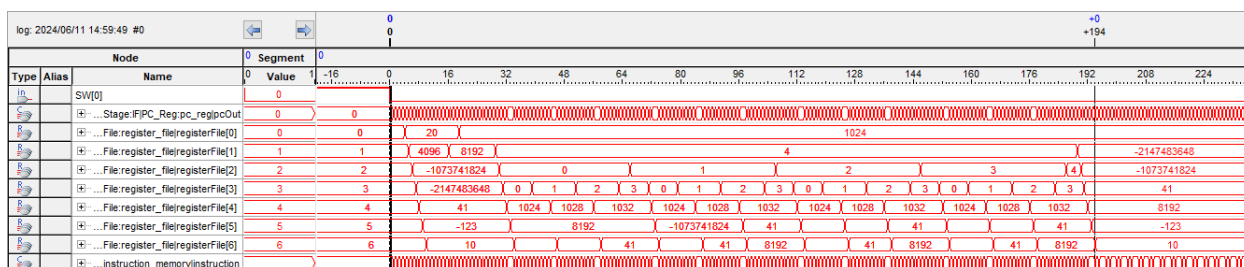 log: 2024/06/11 14:59:49 #0 0 0 +0 +194
Node 0 Segment 0
Type Alias Name 0 Value 1 -16 0 16 32 48 64 80 96 112 128 144 160 176 192 208 224
in SW[0] 0
...Stage:IF|PC_Reg:pc_reg|pcOut 0 0
...File:register_file|registerFile[0] 0 0 20 1024
...File:register_file|registerFile[1] 1 1 4096 8192 4 -2147483648
...File:register_file|registerFile[2] 2 2 -1073741824 0 1 2 3 4 -1073741824
...File:register_file|registerFile[3] 3 3 -2147483648 0 1 2 3 0 1 2 3 0 1 2 3 0 1 2 3 41
...File:register_file|registerFile[4] 4 4 41 1024 1028 1032 1024 1028 1032 1024 1028 1032 1024 1028 1032 8192
...File:register_file|registerFile[5] 5 5 -123 8192 -1073741824 41 41 41 -123
...File:register_file|registerFile[6] 6 6 10 41 41 8192 41 8192 41 8192 10
...instruction_memory|instruction